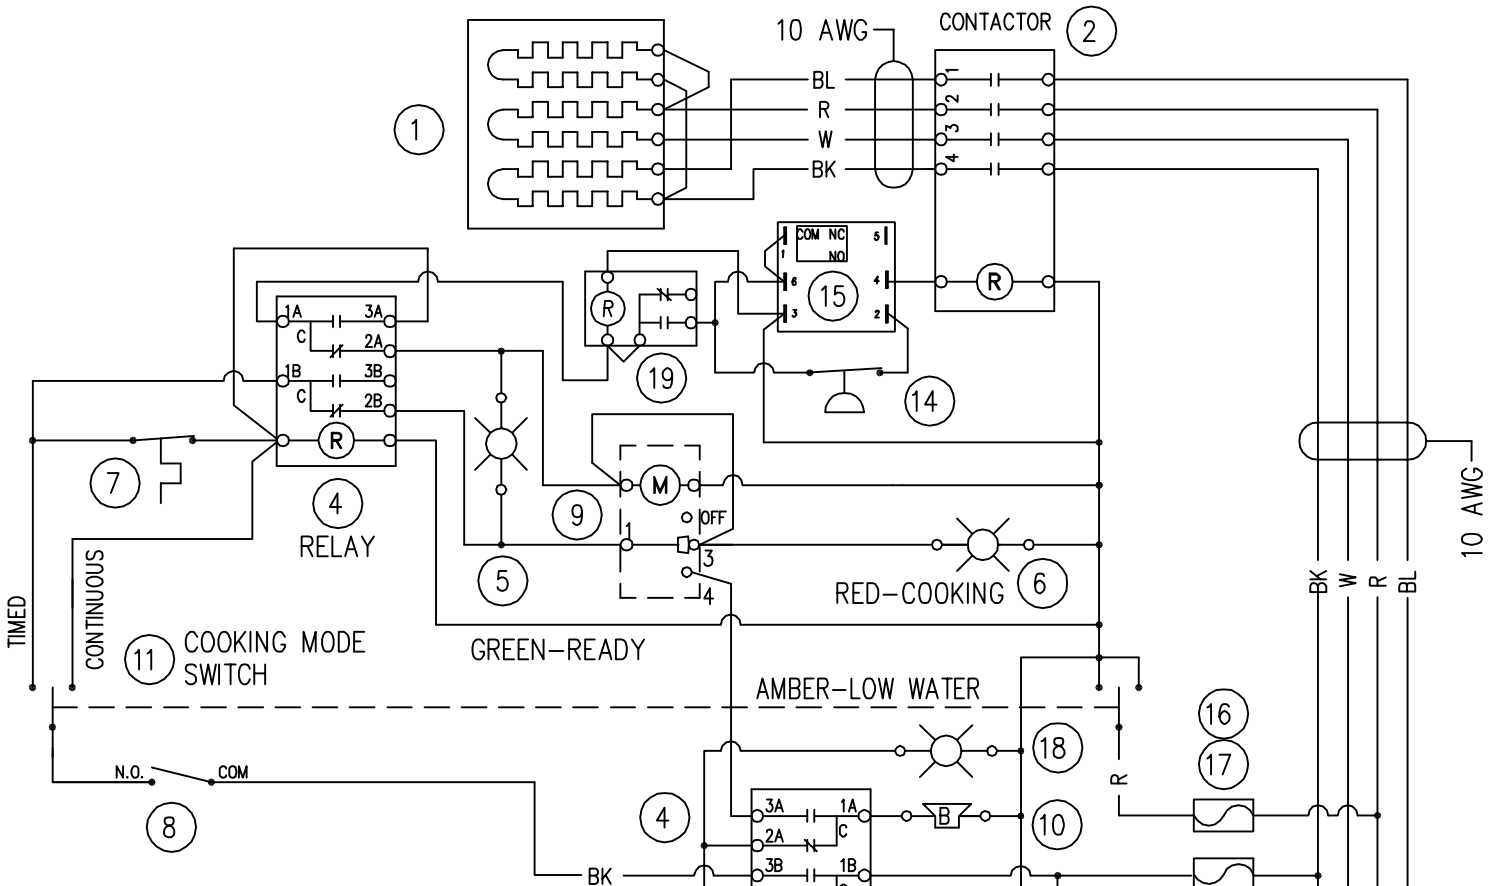 10 AWG
CONTACTOR
2
1
BL
R
W
BK
1
2
3
4
COM NC
NO
5
1
6
4
3
2
15
R
R
19
14
1A
3A
C
2A
1B
3B
C
2B
R
7
4
RELAY
9
M
OFF
1
3
4
5
6
RED-COOKING
GREEN-READY
10 AWG
BK
W
R
BL
TIMED
CONTINUOUS
11
COOKING MODE
SWITCH
AMBER-LOW WATER
16
17
18
R
N.O.
COM
8
4
3A
1A
C
2A
3B
1B
B
10
BK